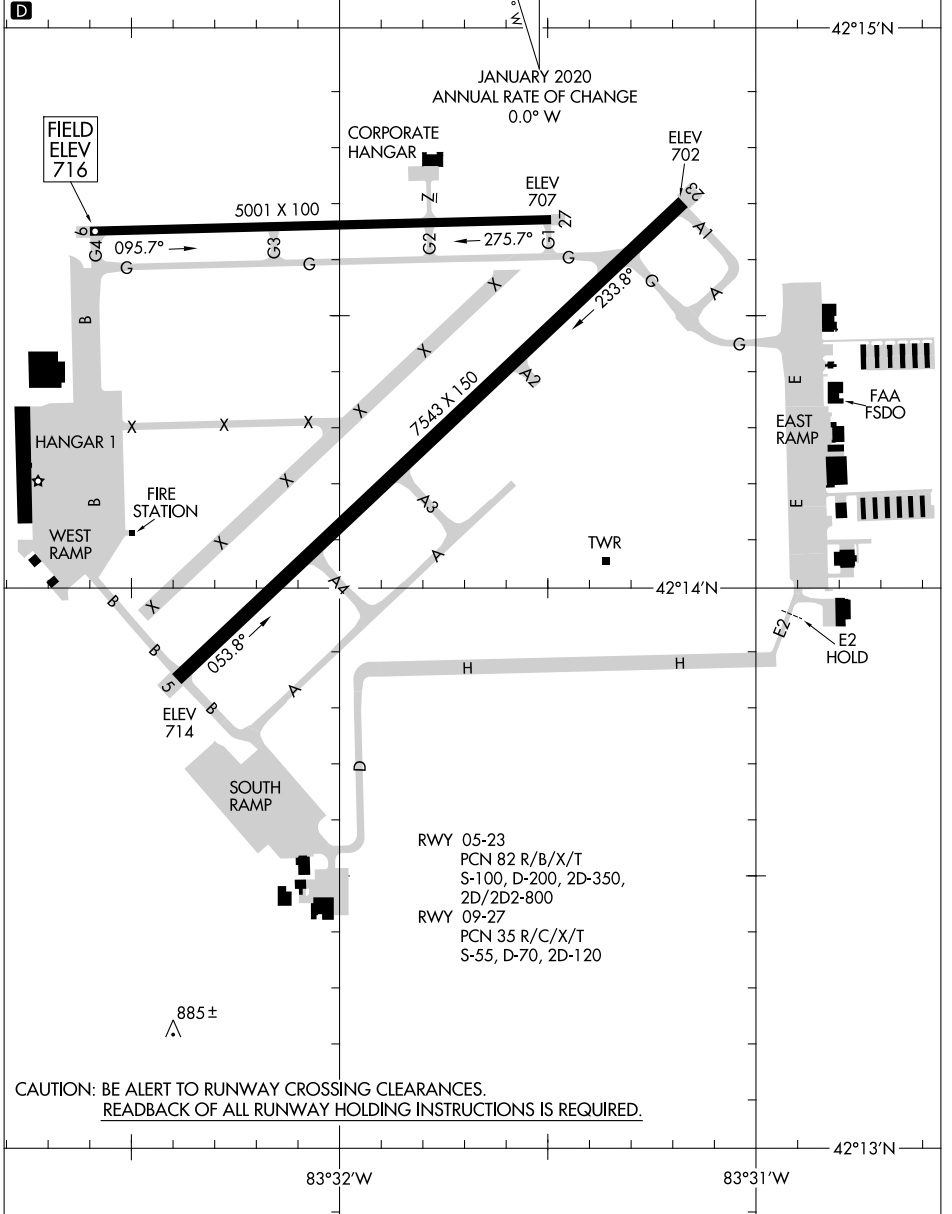 D
° W
42°15'N
JANUARY 2020
ANNUAL RATE OF CHANGE
0.0° W
FIELD
ELEV
716
CORPORATE
HANGAR
ELEV
702
ELEV
707
23
Z
5001 X 100
9
27
G4
095.7°
G3
G2
275.7°
G1
A1
G
G
G
G
A
X
233.8°
B
G
X
A2
E
7543 X 150
FAA
FSDO
X
X
X
X
EAST
RAMP
HANGAR 1
X
B
FIRE
STATION
A3
E
WEST
RAMP
X
A
TWR
A4
42°14'N
B
X
E2
E2
HOLD
B
053.8°
H
H
5
A
B
ELEV
714
D
SOUTH
RAMP
RWY 05-23
PCN 82 R/B/X/T
S-100, D-200, 2D-350,
2D/2D2-800
RWY 09-27
PCN 35 R/C/X/T
S-55, D-70, 2D-120
885±
CAUTION: BE ALERT TO RUNWAY CROSSING CLEARANCES.
READBACK OF ALL RUNWAY HOLDING INSTRUCTIONS IS REQUIRED.
42°13'N
83°32'W
83°31'W